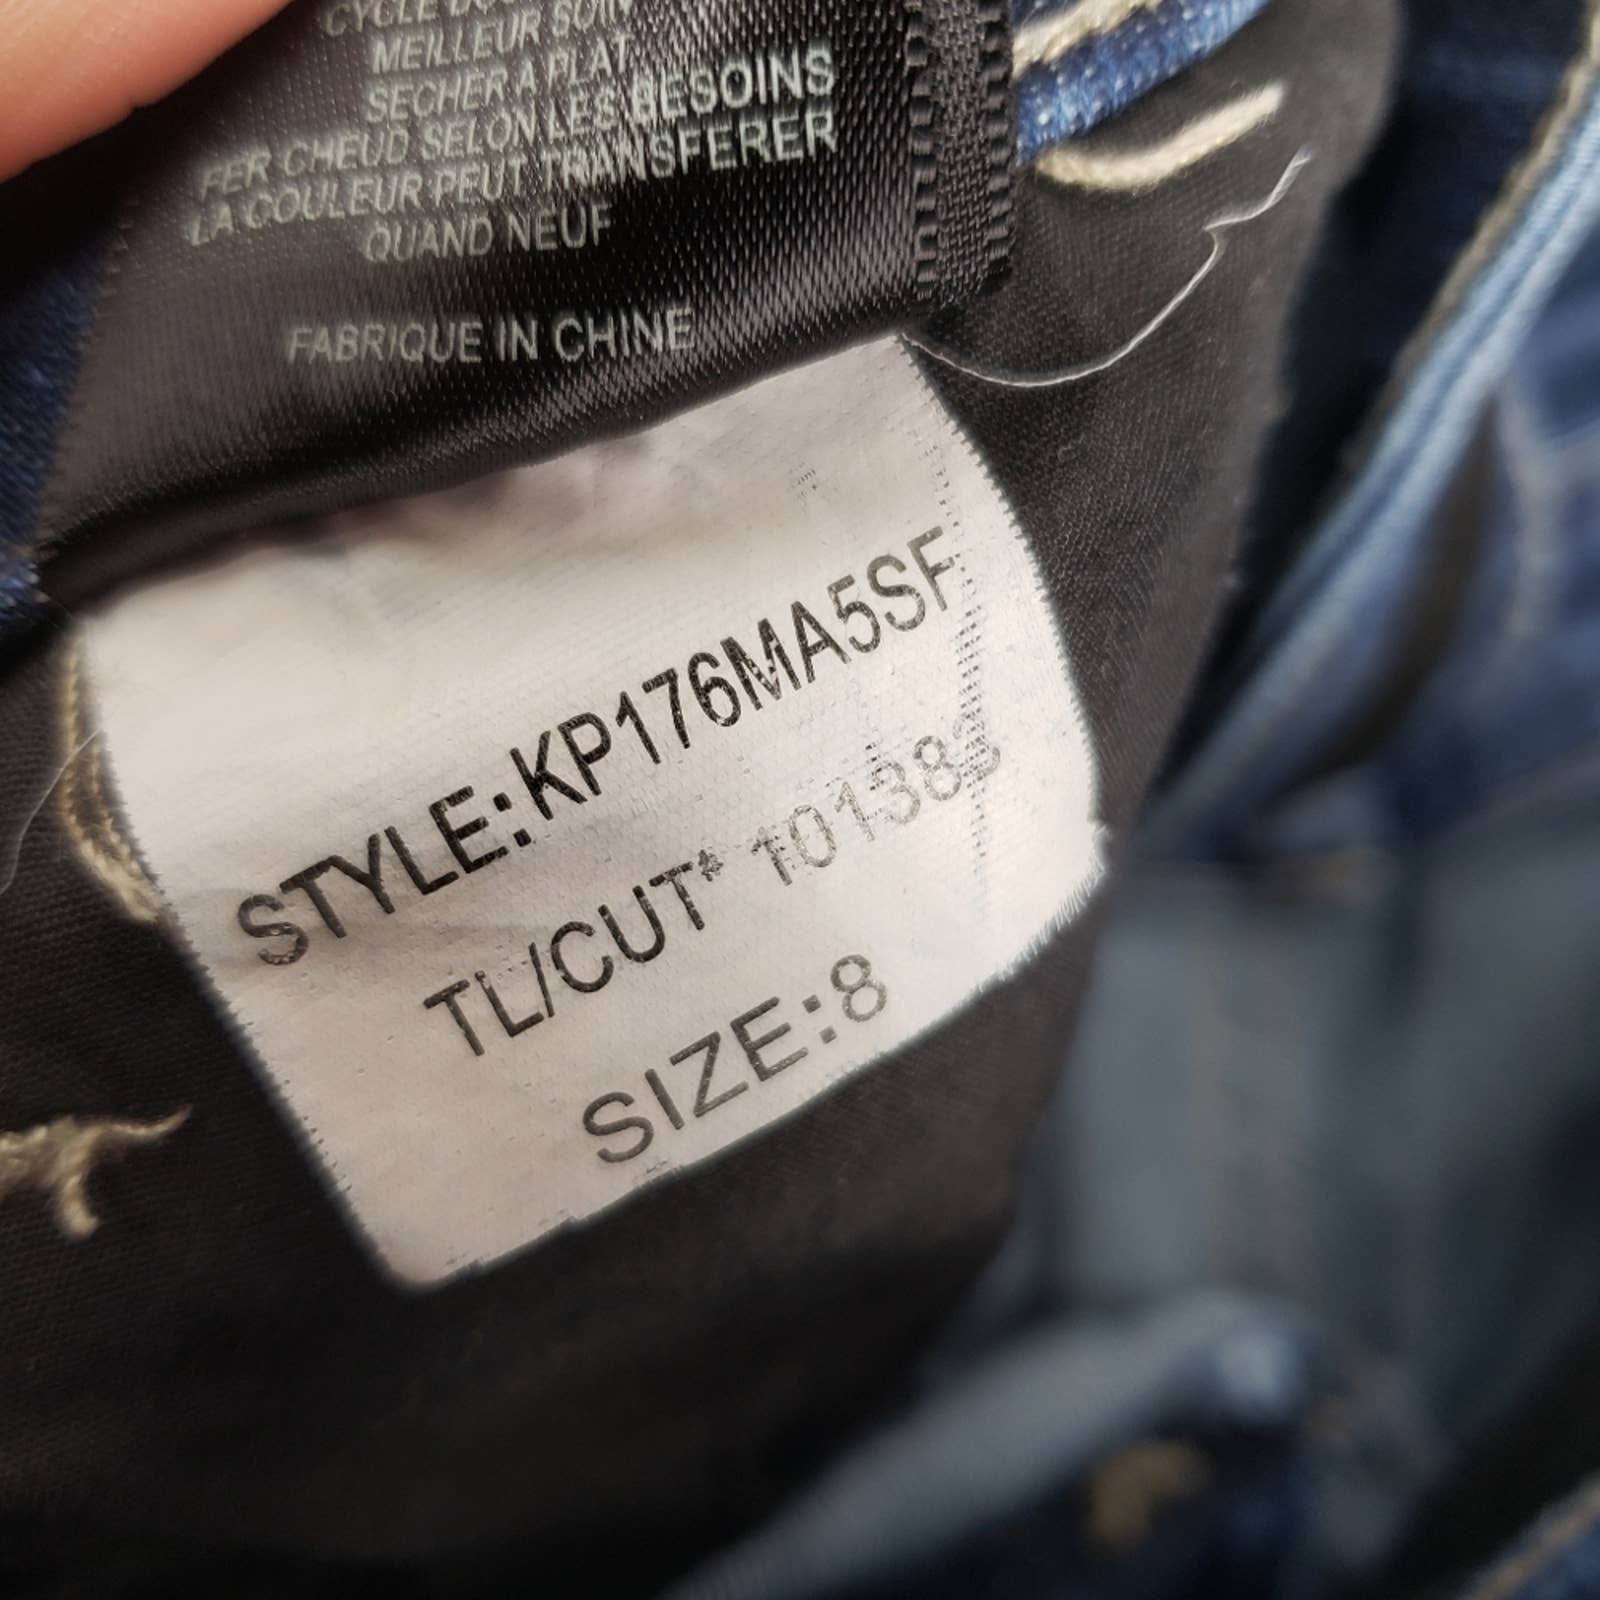 MEILLEUR SOIN
SECHER A PLAT
FER CHEUD SELON LES BESOINS
LA COULEUR PEUT TRANSFERER
QUAND NEUF
FABRIQUE IN CHINE
STYLE:KP176MA5SF
TL/CUT* 101383
SIZE:8